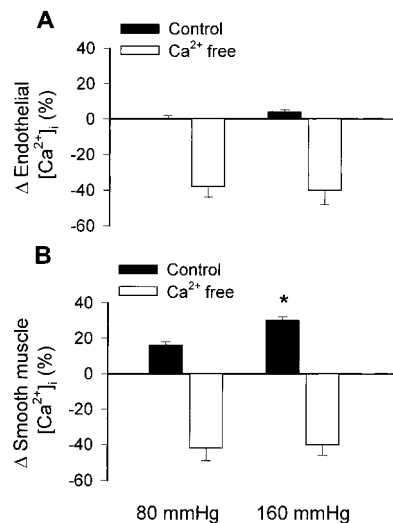 A
Control
Ca²⁺ free
40
20
0
-20
-40
-60
Δ Endothelial
[Ca²⁺]ᵢ (%)
B
Control
Ca²⁺ free
40
20
0
-20
-40
-60
*
Δ Smooth muscle
[Ca²⁺]ᵢ (%)
80 mmHg 160 mmHg